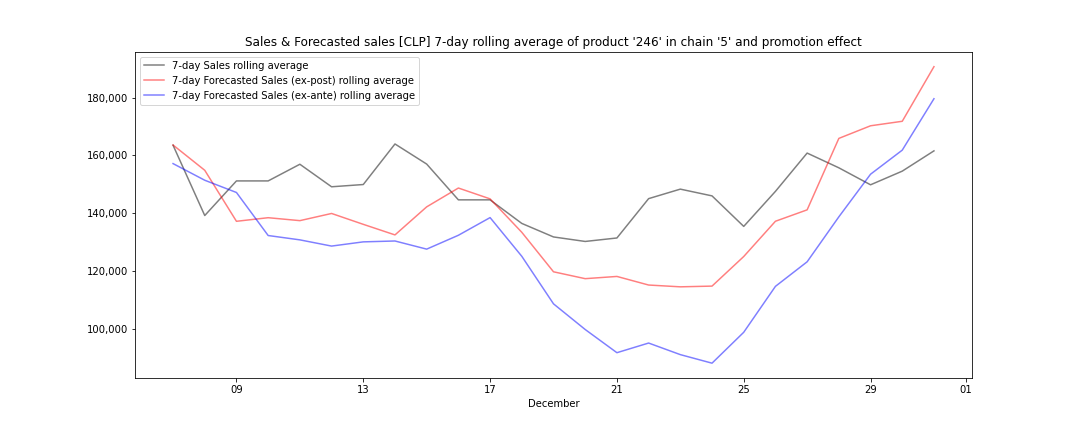 Sales & Forecasted sales [CLP] 7-day rolling average of product '246' in chain '5' and promotion effect
7-day Sales rolling average
7-day Forecasted Sales (ex-post) rolling average
7-day Forecasted Sales (ex-ante) rolling average
180,000
160,000
140,000
120,000
100,000
09 13 17 21 25 29 01
December